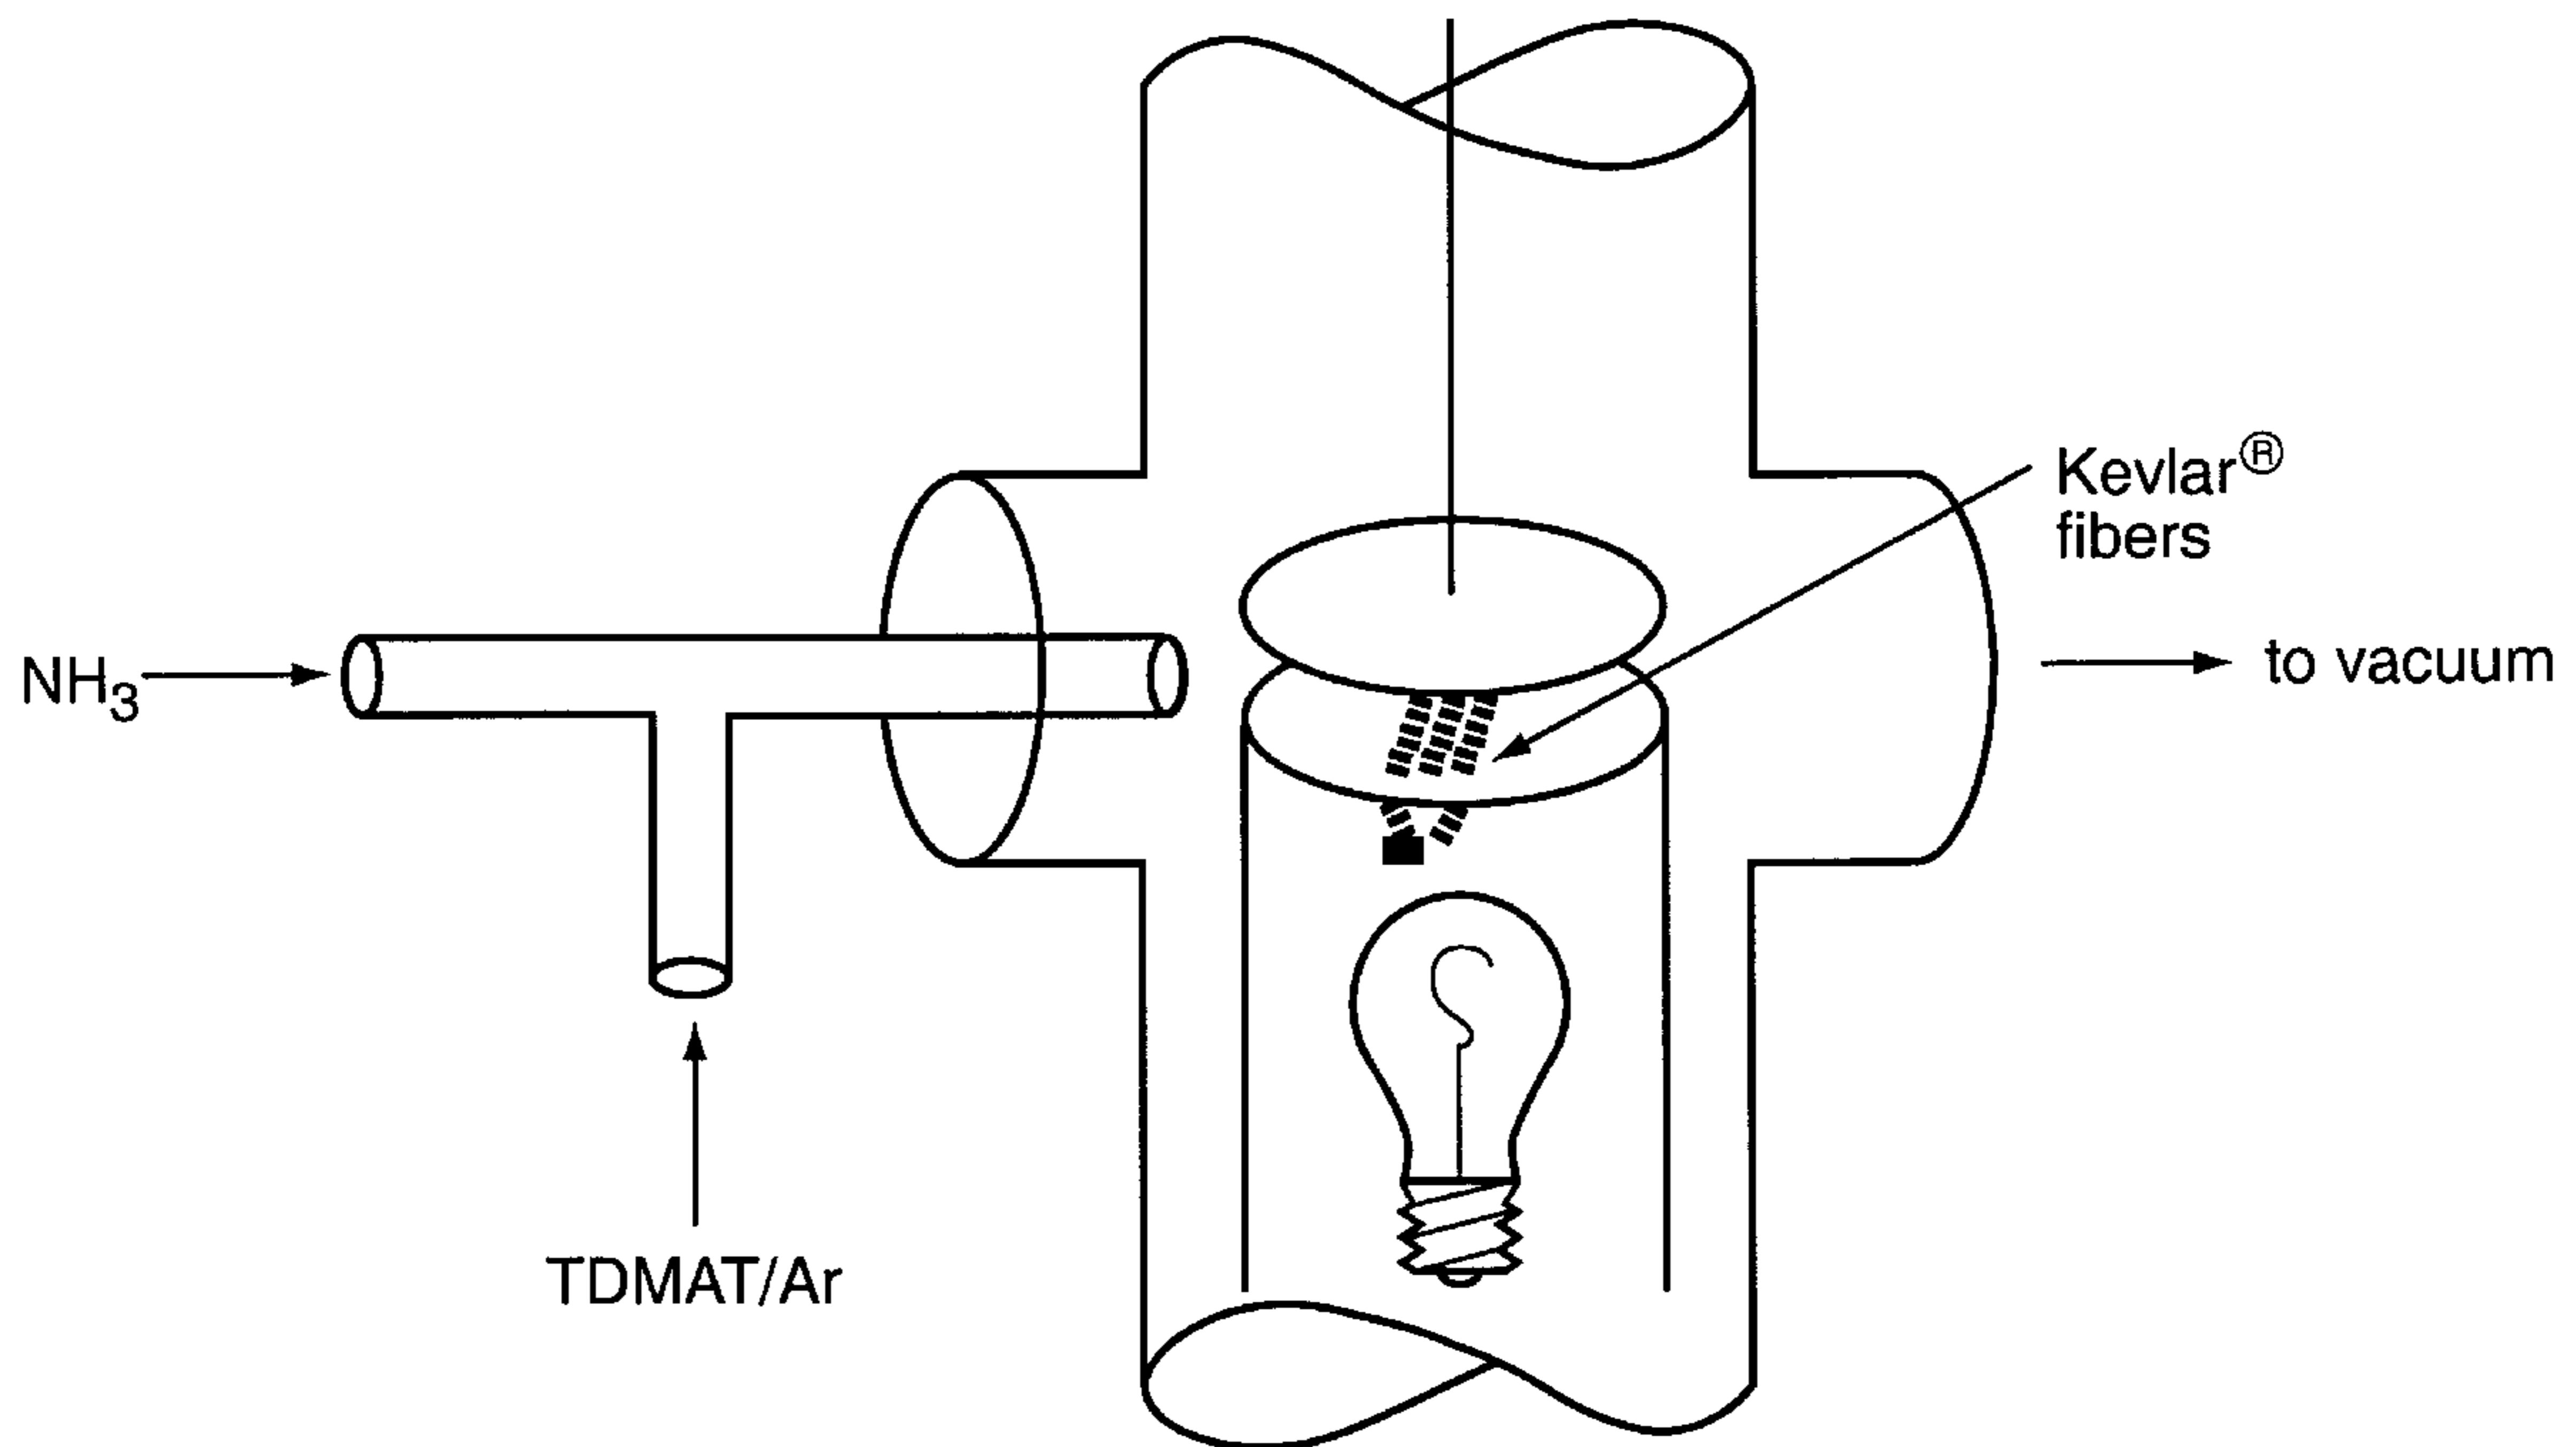 Kevlar®
fibers
NH₃
to vacuum
TDMAT/Ar